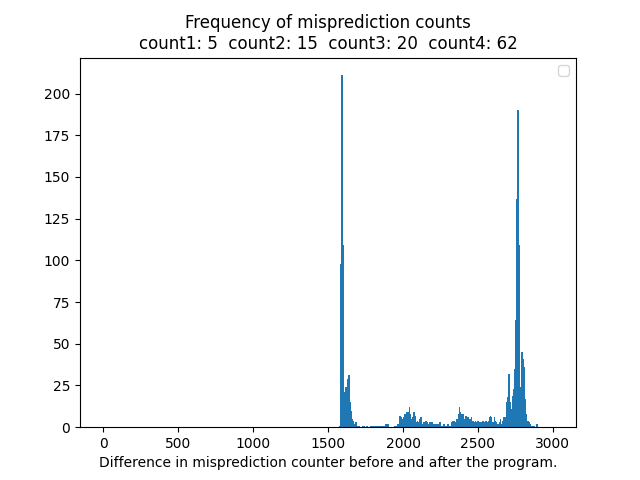 Frequency of misprediction counts
count1: 5 count2: 15 count3: 20 count4: 62
200
175
150
125
100
75
50
25
0
0 500 1000 1500 2000 2500 3000
Difference in misprediction counter before and after the program.